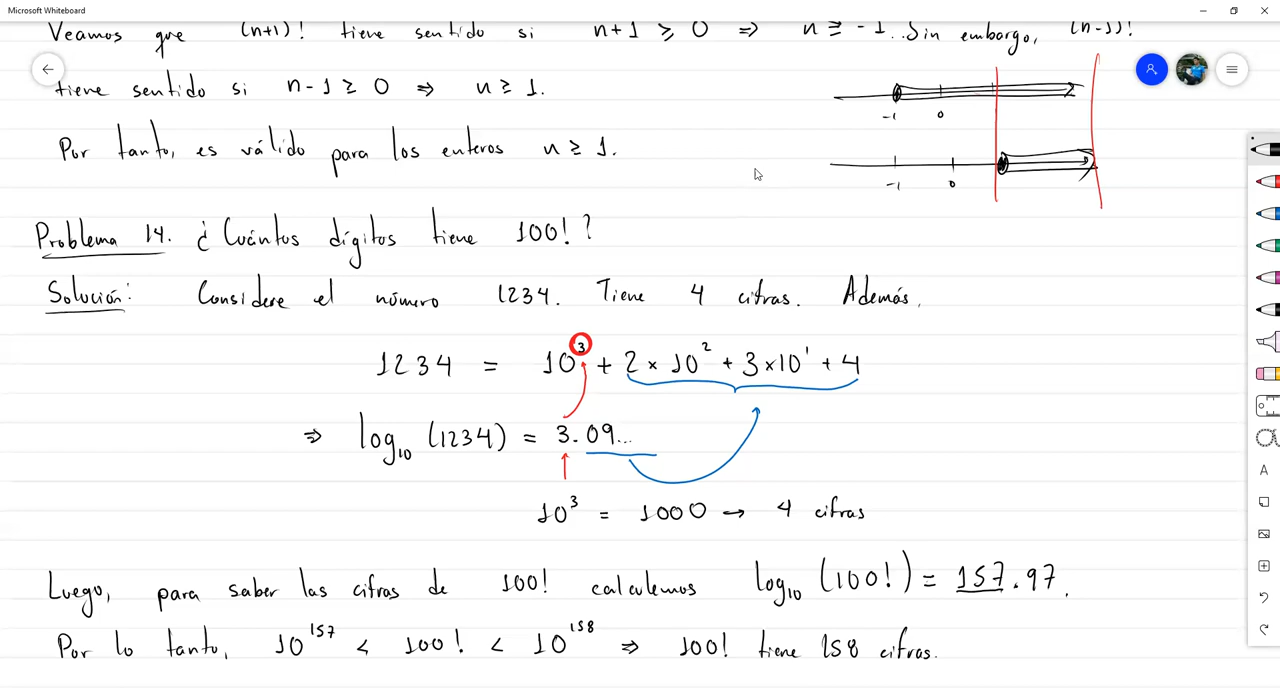 Microsoft Whiteboard
Veamos que (n+1)! tiene sentido si n+1 ≥ 0 ⇒ n ≥ -1. Sin embargo, (n-1)!
tiene sentido si n-1 ≥ 0 ⇒ n ≥ 1.
-1 0
Por tanto, es válido para los enteros n ≥ 1.
-1 0
Problema 14. ¿Cuántos dígitos tiene 100!?
Solución: Considere el número 1234. Tiene 4 cifras. Además,
1234 = 10³ + 2 × 10² + 3 × 10¹ + 4
⇒ log₁₀ (1234) = 3.09...
10³ = 1000 → 4 cifras
Luego, para saber las cifras de 100! calculemos log₁₀ (100!) = 157.97.
Por lo tanto, 10¹⁵⁷ < 100! < 10¹⁵⁸ ⇒ 100! tiene 158 cifras.
A